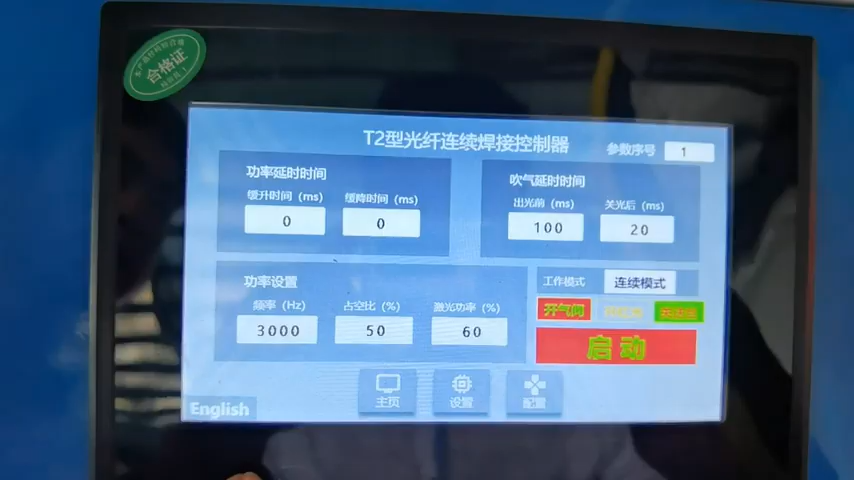 合格证
T2型光纤连续焊接控制器
参数序号 1
功率延时时间
缓升时间（ms） 缓降时间（ms）
0 0
吹气延时时间
出光前（ms） 关光后（ms）
100 20
功率设置
频率（Hz） 占空比（%） 激光功率（%）
3000 50 60
工作模式 连续模式
开气阀
启动
主页 设置 配置
English